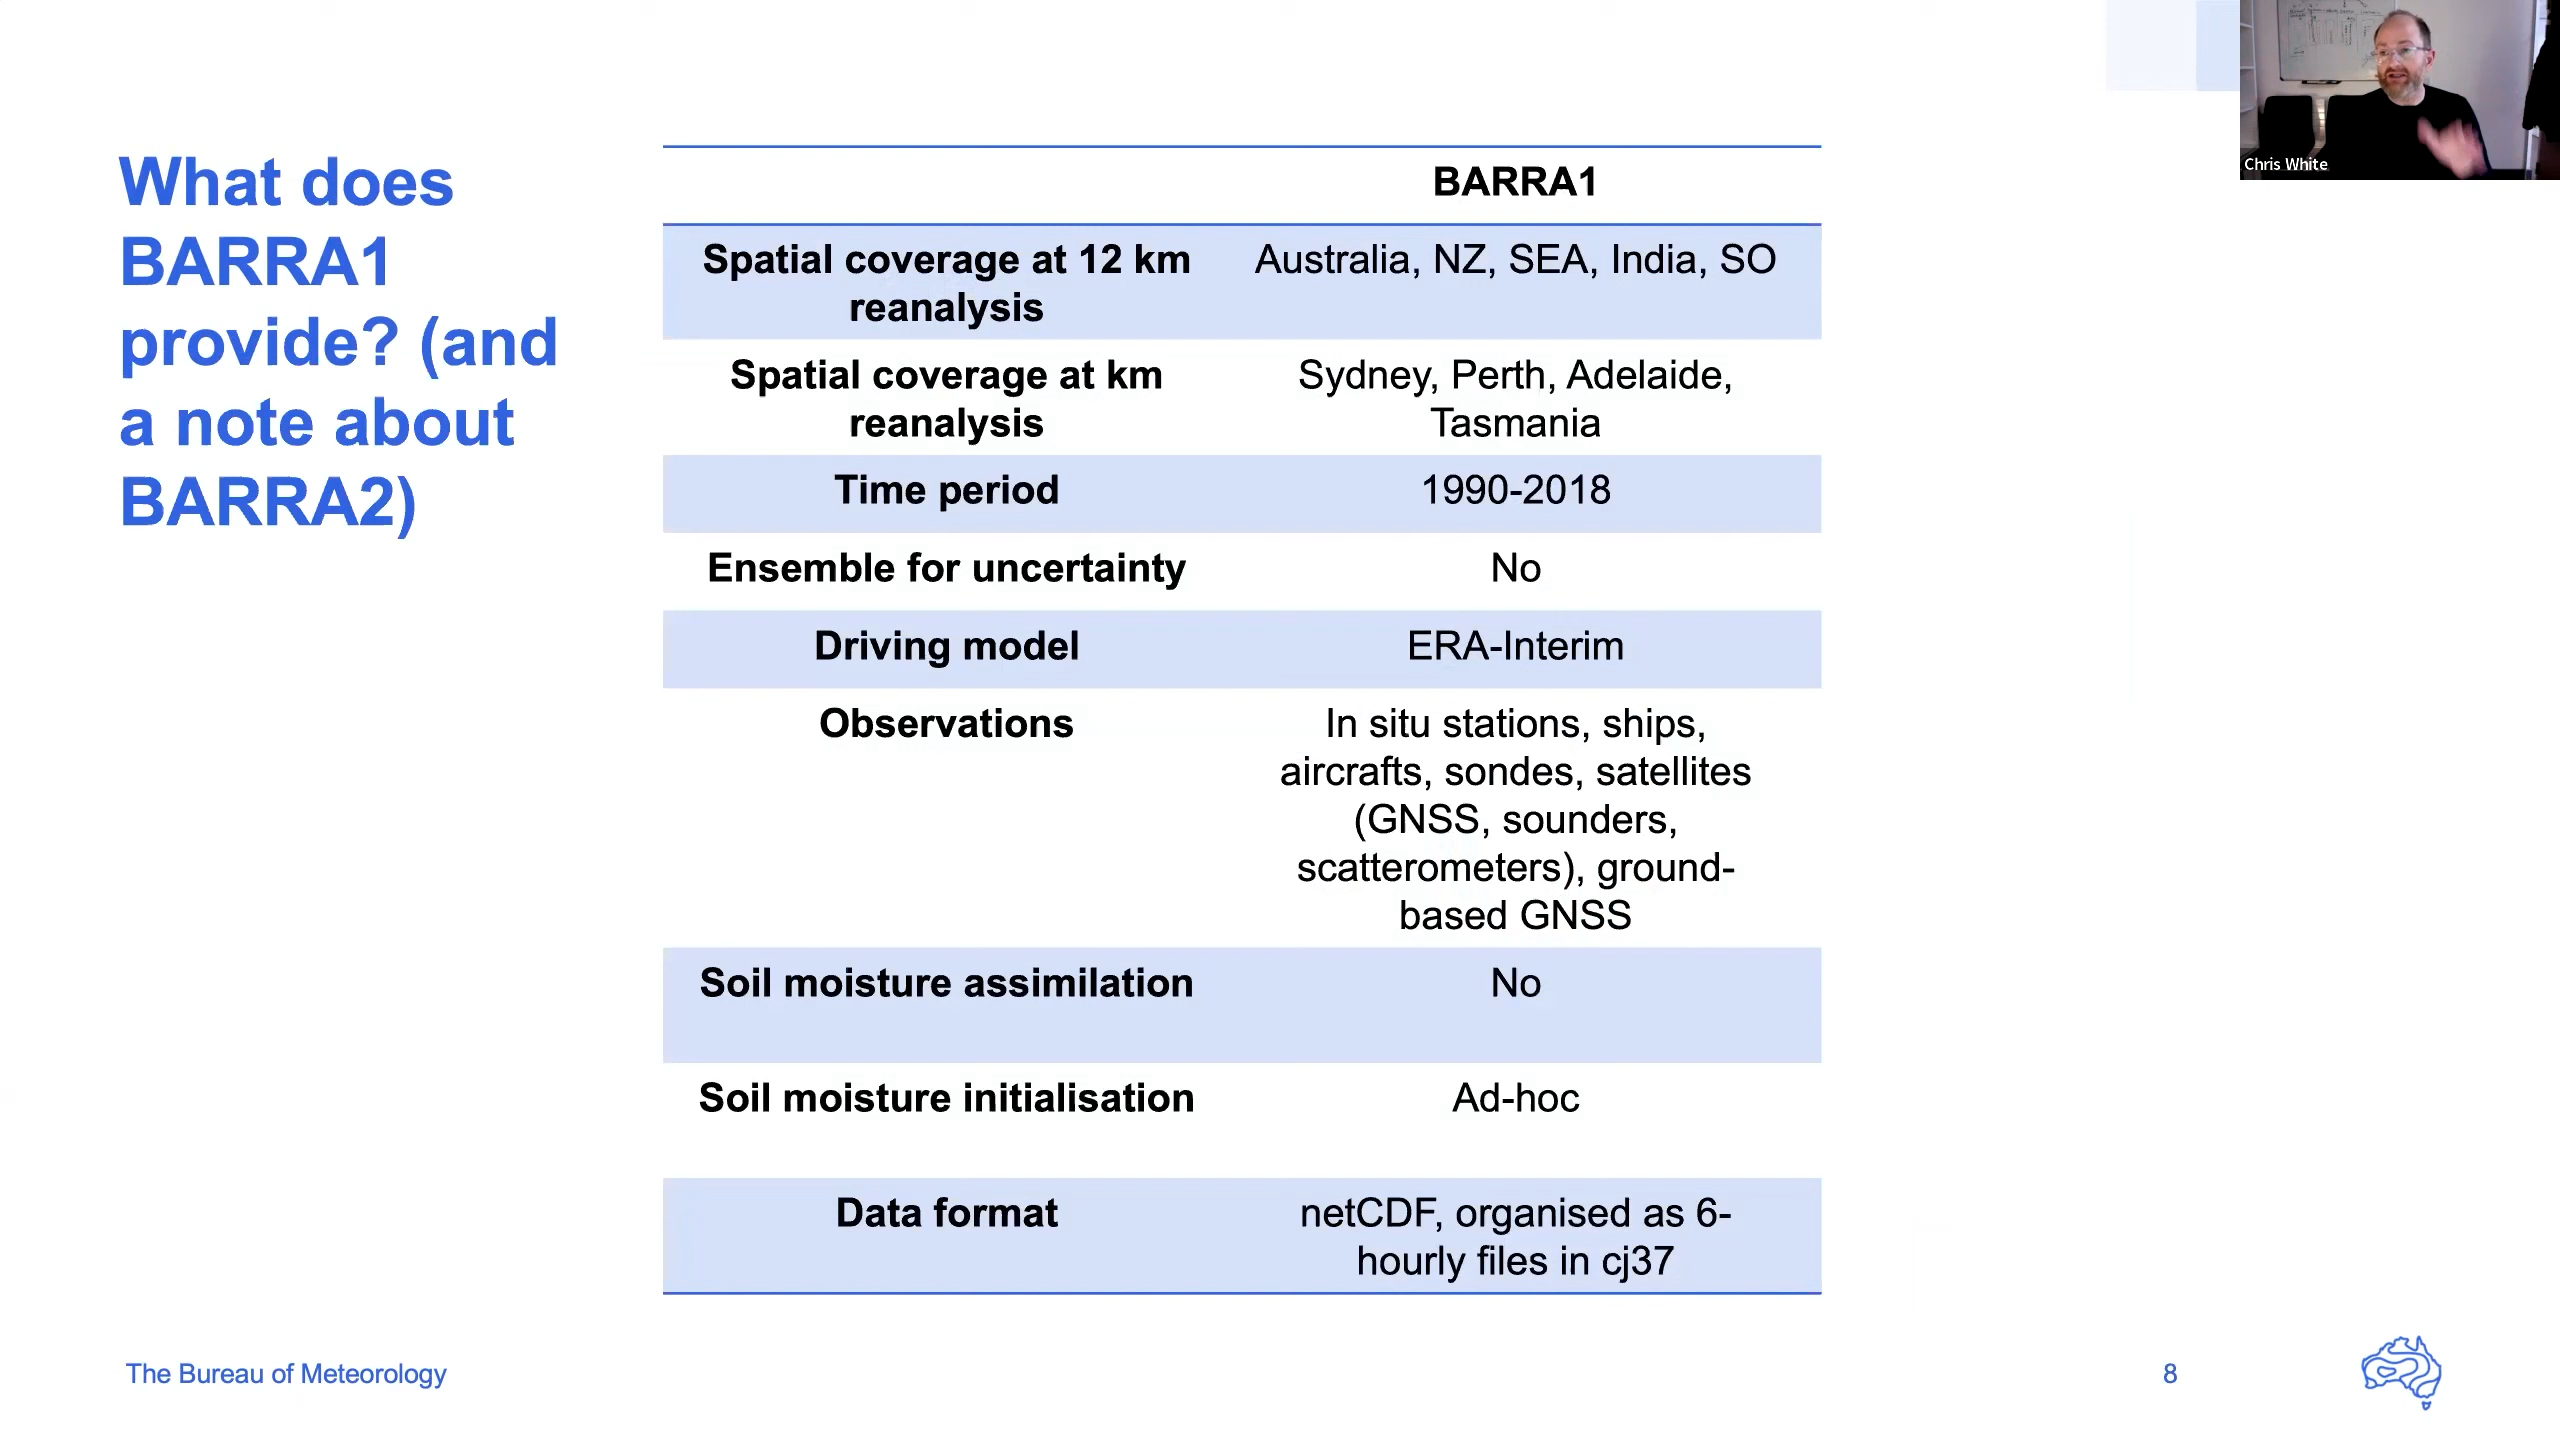 What does
BARRA1
provide? (and
a note about
BARRA2)
BARRA1
Spatial coverage at 12 km
reanalysis
Australia, NZ, SEA, India, SO
Spatial coverage at km
reanalysis
Sydney, Perth, Adelaide,
Tasmania
Time period
1990-2018
Ensemble for uncertainty
No
Driving model
ERA-Interim
Observations
In situ stations, ships,
aircrafts, sondes, satellites
(GNSS, sounders,
scatterometers), ground-
based GNSS
Soil moisture assimilation
No
Soil moisture initialisation
Ad-hoc
Data format
netCDF, organised as 6-
hourly files in cj37
The Bureau of Meteorology
8
Chris White